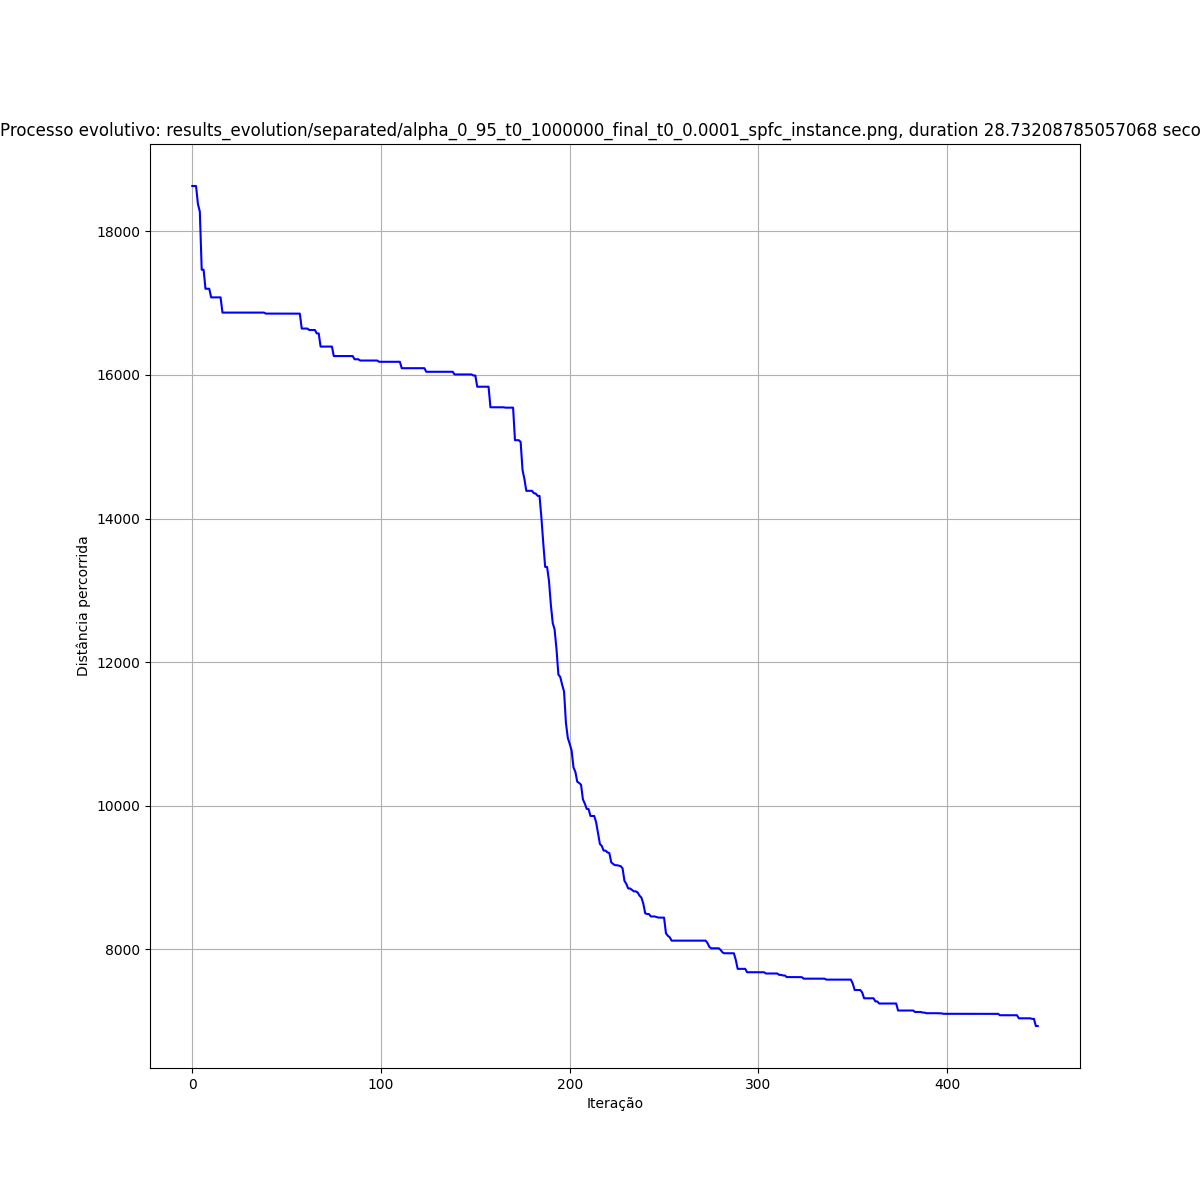 Processo evolutivo: results_evolution/separated/alpha_0_95_t0_1000000_final_t0_0.0001_spfc_instance.png, duration 28.73208785057068 seco
18000
16000
14000
12000
10000
8000
Distância percorrida
0 100 200 300 400
Iteração